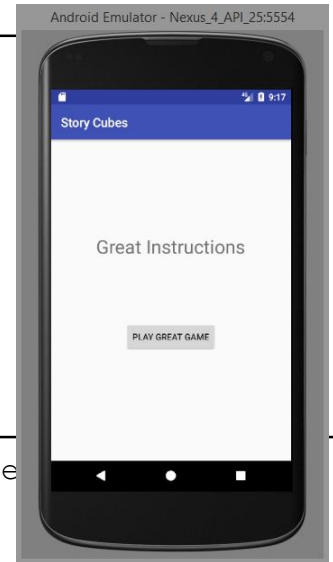 Android Emulator - Nexus_4_API_25:5554
9:17
Story Cubes
Great Instructions
PLAY GREAT GAME
e